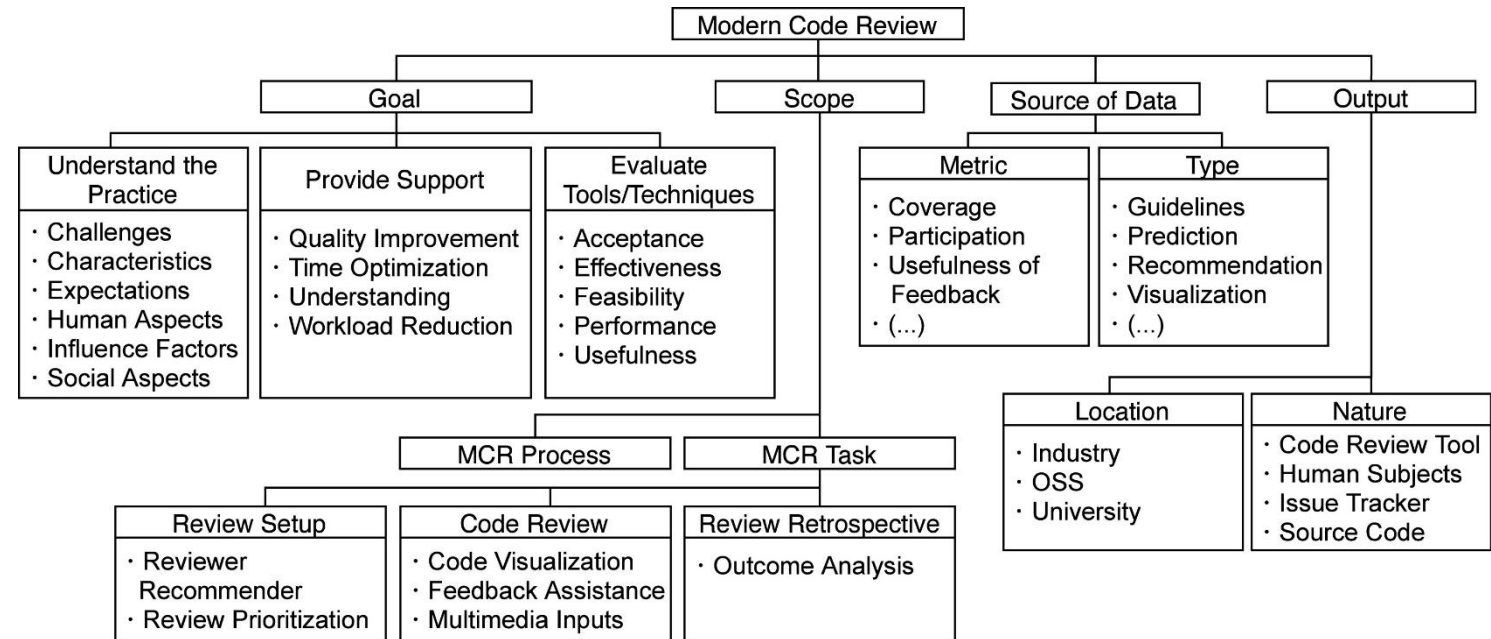 Modern Code Review
Goal
Scope
Source of Data
Output
Understand the
Practice
· Challenges
· Characteristics
· Expectations
· Human Aspects
· Influence Factors
· Social Aspects
Provide Support
· Quality Improvement
· Time Optimization
· Understanding
· Workload Reduction
Evaluate
Tools/Techniques
· Acceptance
· Effectiveness
· Feasibility
· Performance
· Usefulness
Metric
· Coverage
· Participation
· Usefulness of
Feedback
· (...)
Type
· Guidelines
· Prediction
· Recommendation
· Visualization
· (...)
Location
· Industry
· OSS
· University
Nature
· Code Review Tool
· Human Subjects
· Issue Tracker
· Source Code
MCR Process
MCR Task
Review Setup
· Reviewer
Recommender
· Review Prioritization
Code Review
· Code Visualization
· Feedback Assistance
· Multimedia Inputs
Review Retrospective
· Outcome Analysis